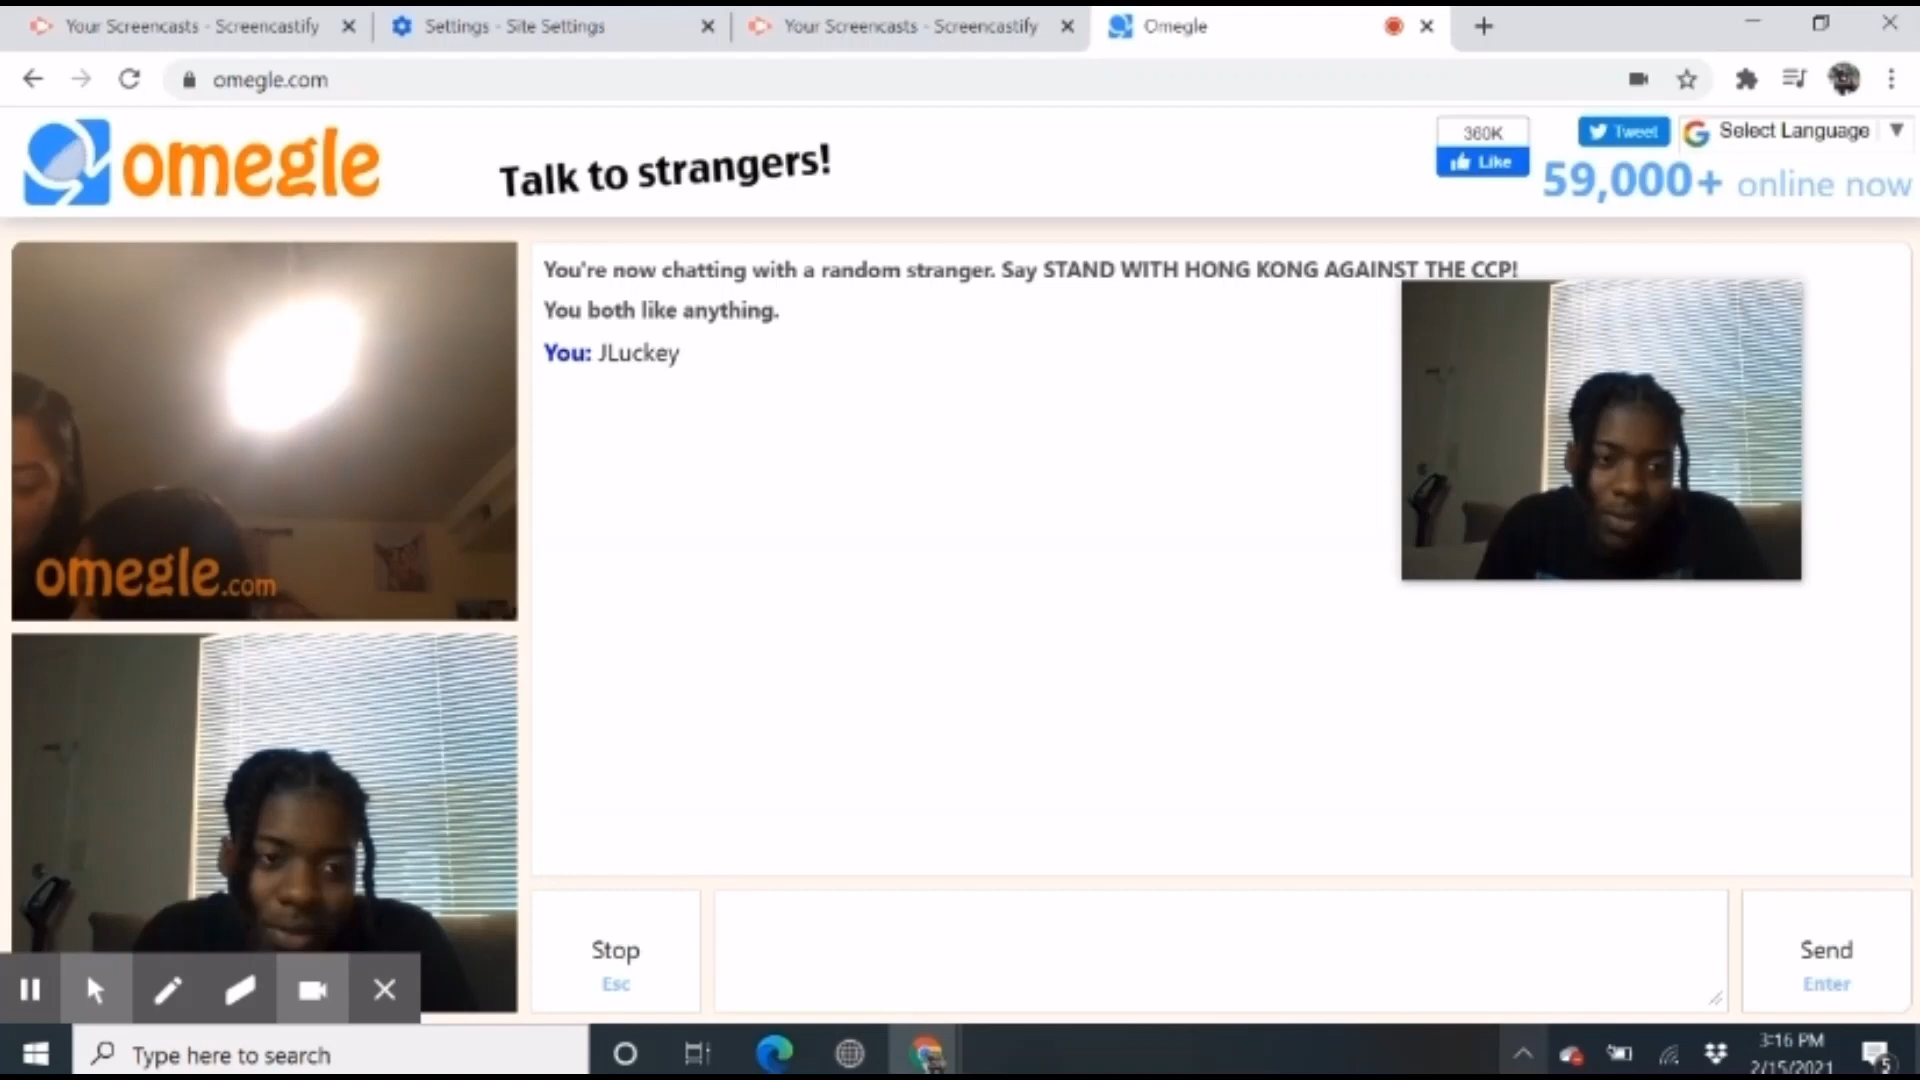 Your Screencasts - Screencastify
Settings - Site Settings
Your Screencasts - Screencastify
Omegle
omegle.com
omegle
Talk to strangers!
360K
Like
Tweet
Select Language
59,000+ online now
You're now chatting with a random stranger. Say STAND WITH HONG KONG AGAINST THE CCP!
You both like anything.
You: JLuckey
omegle.com
Stop
Esc
Send
Enter
Type here to search
3:16 PM
2/15/2021
5